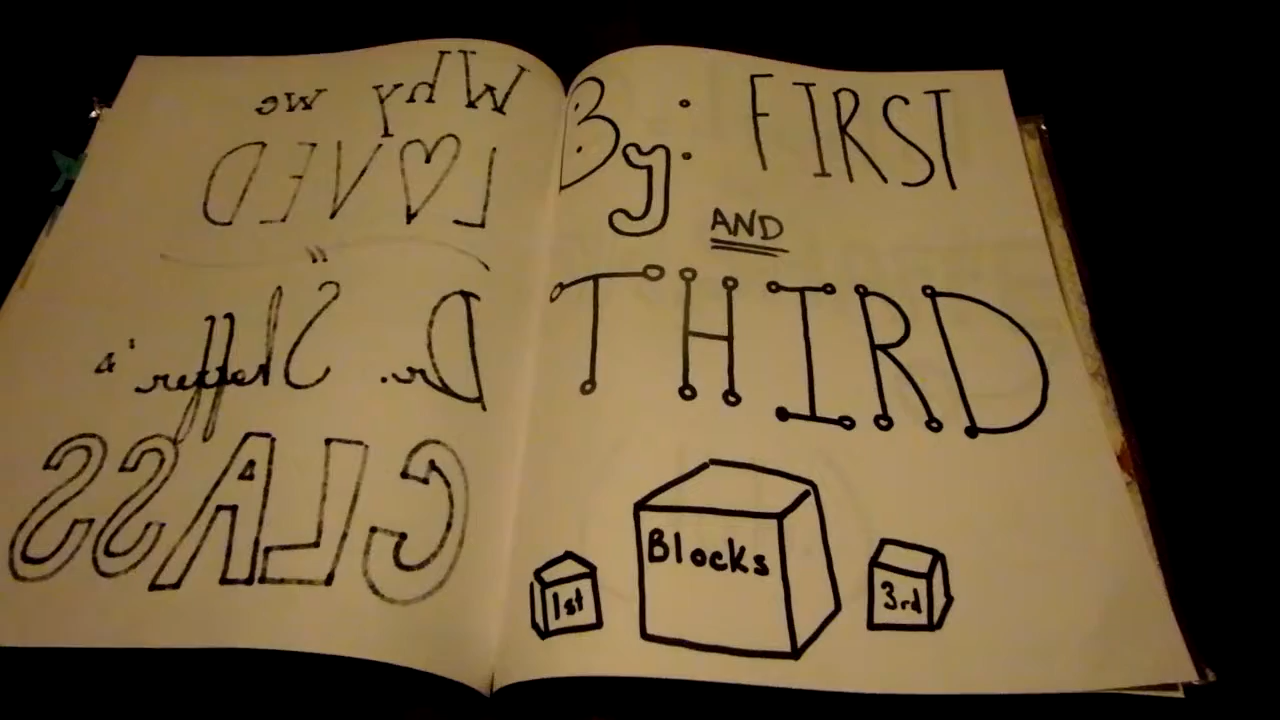 Why we
LOVED
Dr. Sheffer's
CLASS
By: FIRST
AND
THIRD
Blocks
1st
3rd